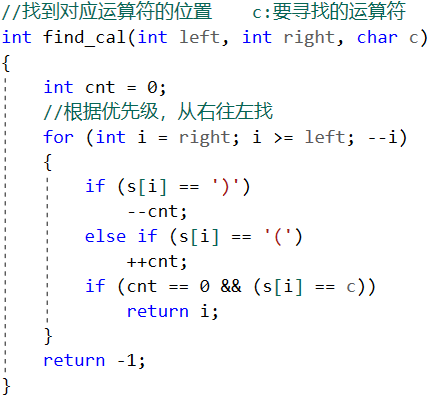 //找到对应运算符的位置    c:要寻找的运算符
int find_cal(int left, int right, char c)
{
    int cnt = 0;
    //根据优先级，从右往左找
    for (int i = right; i >= left; --i)
    {
        if (s[i] == ')')
            --cnt;
        else if (s[i] == '(')
            ++cnt;
        if (cnt == 0 && (s[i] == c))
            return i;
    }
    return -1;
}